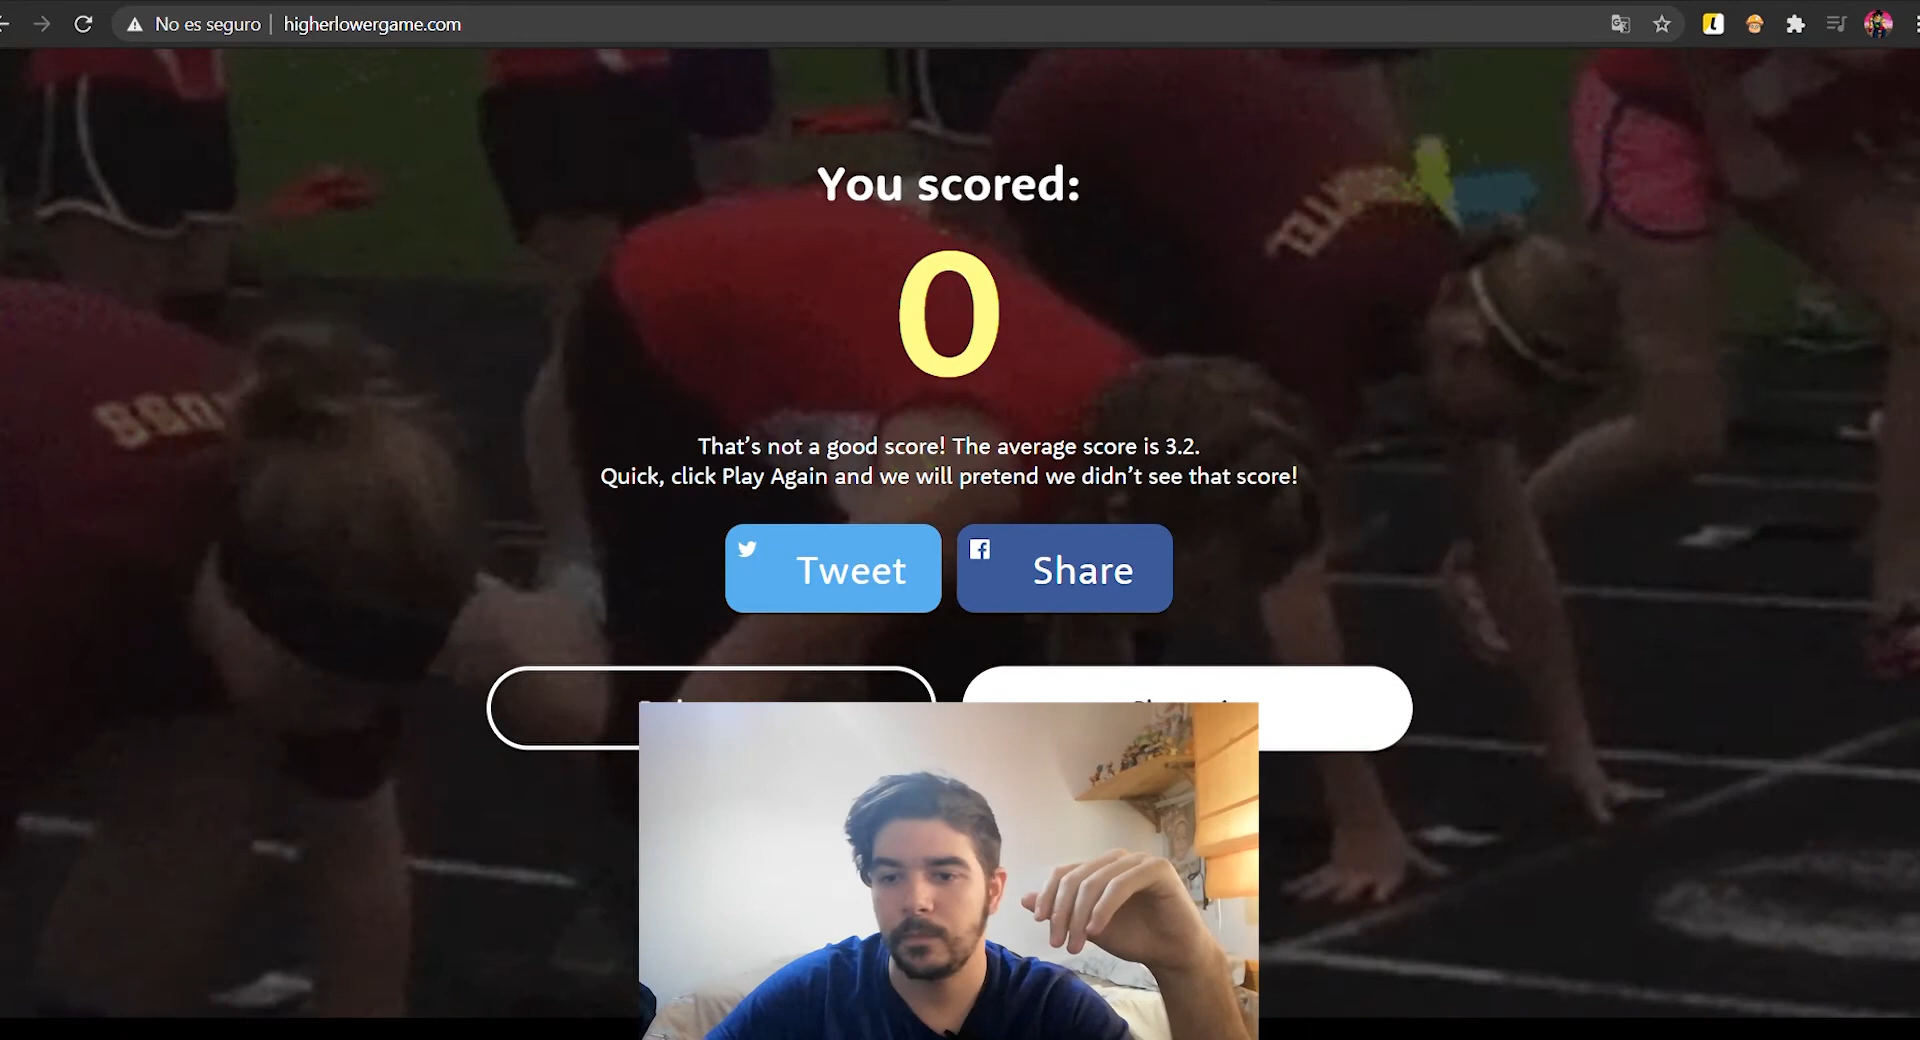 No es seguro | higherlowergame.com
You scored:
0
That's not a good score! The average score is 3.2.
Quick, click Play Again and we will pretend we didn't see that score!
Tweet
Share